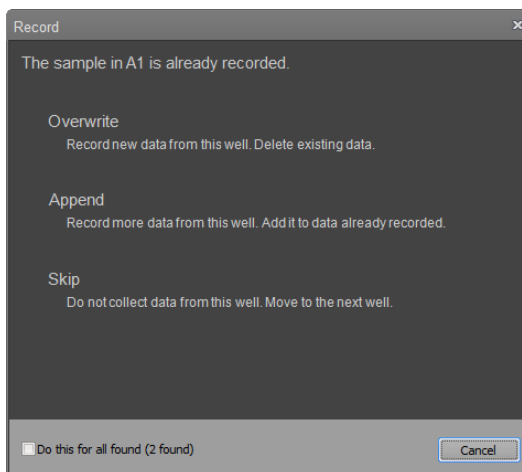 Record
The sample in A1 is already recorded.
Overwrite
Record new data from this well. Delete existing data.
Append
Record more data from this well. Add it to data already recorded.
Skip
Do not collect data from this well. Move to the next well.
Do this for all found (2 found)
Cancel